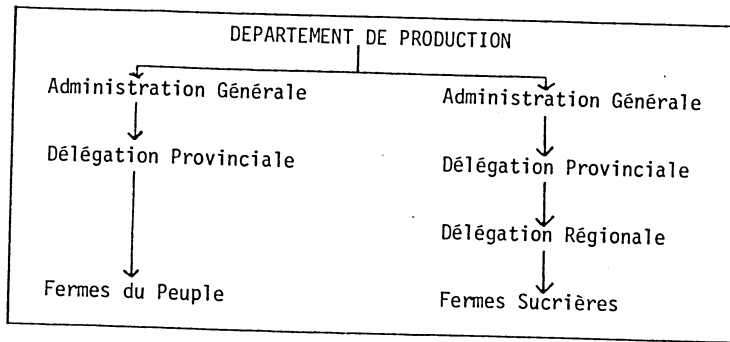 DEPARTEMENT DE PRODUCTION
Administration Générale
Administration Générale
Délégation Provinciale
Délégation Provinciale
Délégation Régionale
Fermes du Peuple
Fermes Sucrières